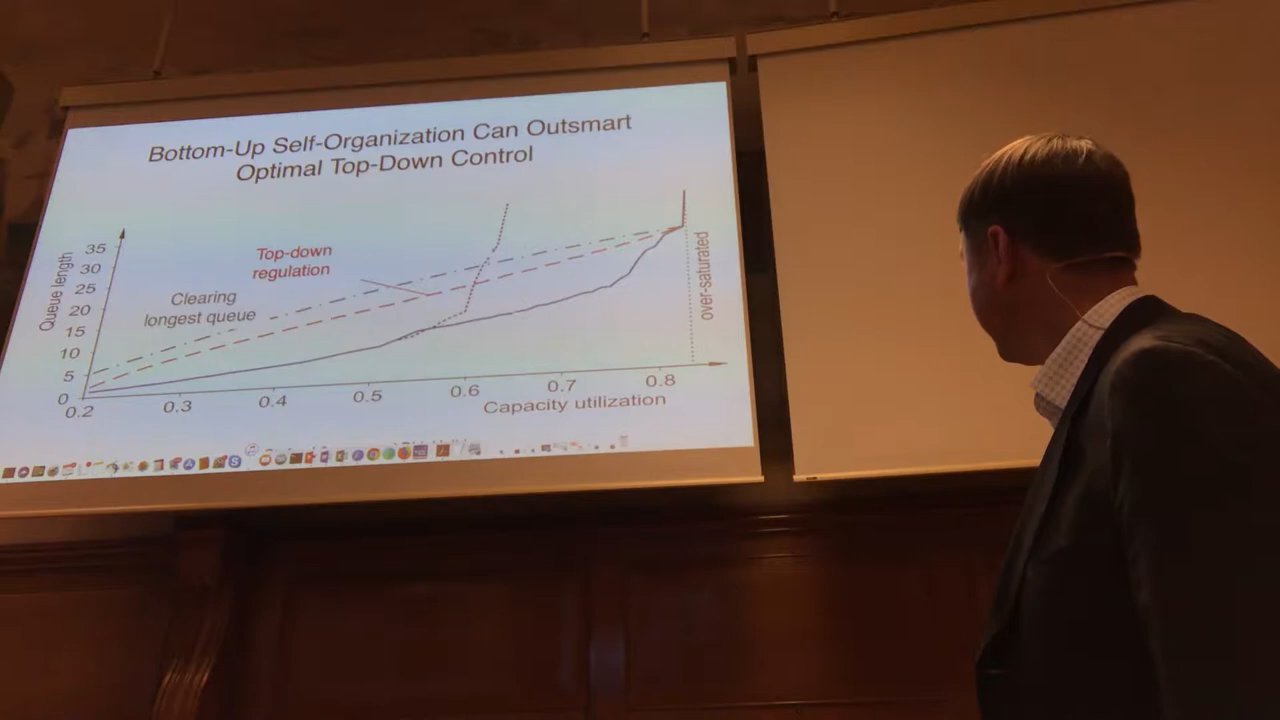 Bottom-Up Self-Organization Can Outsmart
Optimal Top-Down Control
Queue length
35
30
25
20
15
10
5
0
Top-down
regulation
Clearing
longest queue
over-saturated
0.2
0.3
0.4
0.5
0.6
0.7
0.8
Capacity utilization